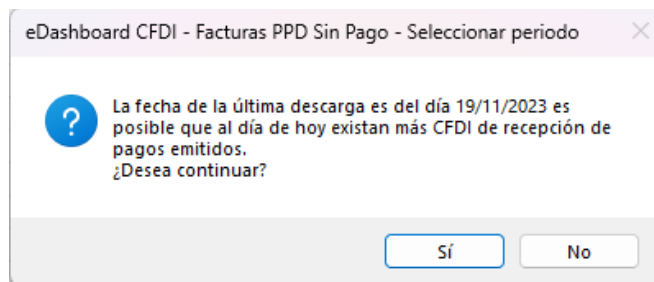 eDashboard CFDI - Facturas PPD Sin Pago - Seleccionar periodo
La fecha de la última descarga es del día 19/11/2023 es
posible que al día de hoy existan más CFDI de recepción de
pagos emitidos.
¿Desea continuar?
Sí
No